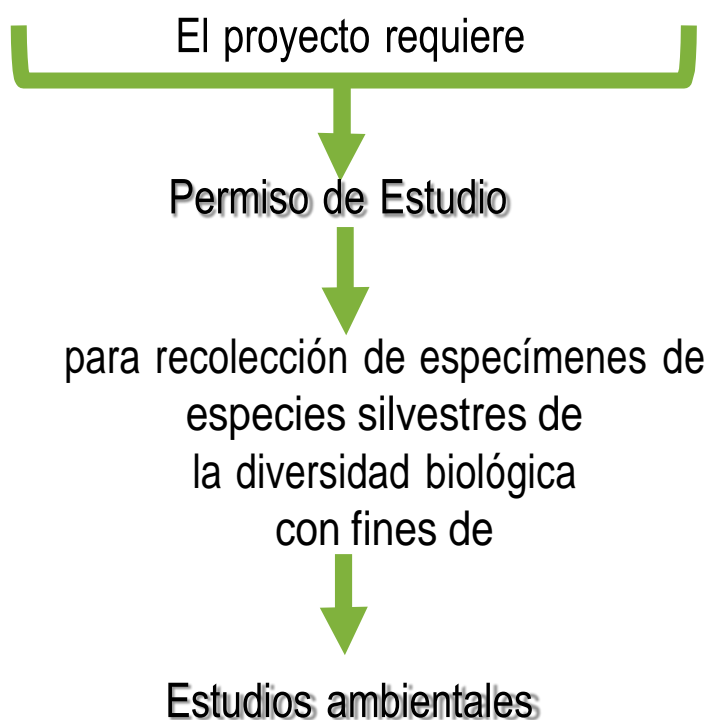 El proyecto requiere
Permiso de Estudio
para recolección de especímenes de
especies silvestres de
la diversidad biológica
con fines de
Estudios ambientales